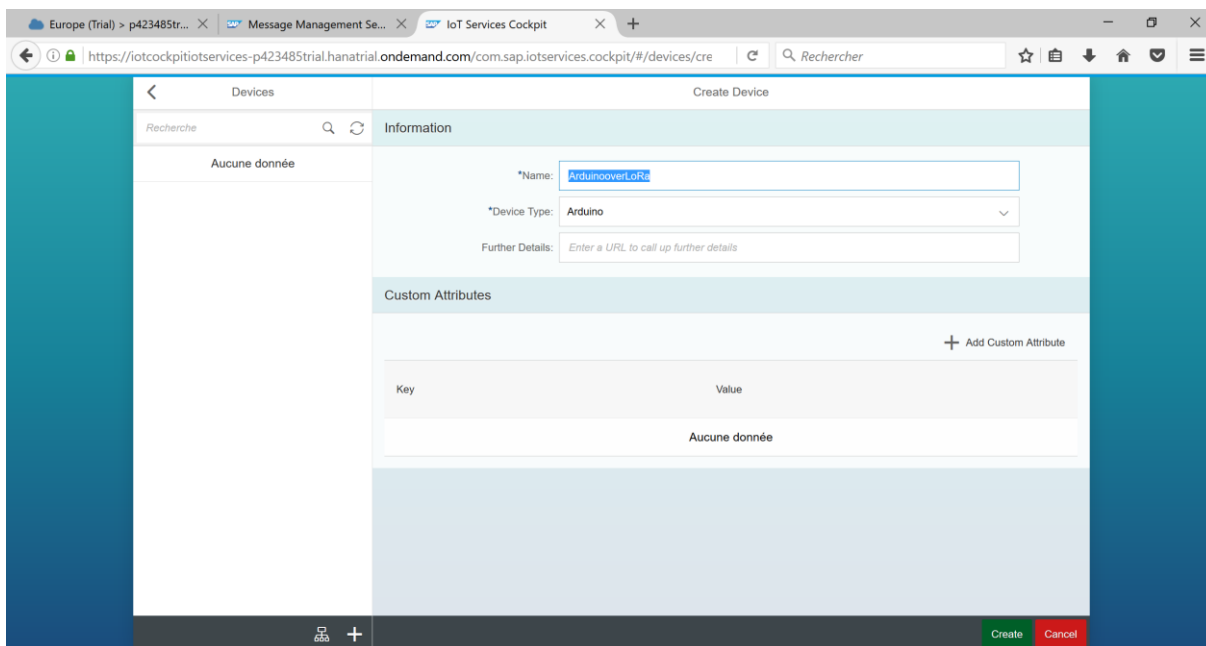 Europe (Trial) > p423485tr...
SAP Message Management Se...
SAP IoT Services Cockpit
https://iotcockpitiotservices-p423485trial.hanatrial.ondemand.com/com.sap.iotservices.cockpit/#/devices/cre
Rechercher
Devices
Create Device
Recherche
Information
Aucune donnée
*Name: ArduinooverLoRa
*Device Type: Arduino
Further Details: Enter a URL to call up further details
Custom Attributes
Add Custom Attribute
Key Value
Aucune donnée
Create Cancel